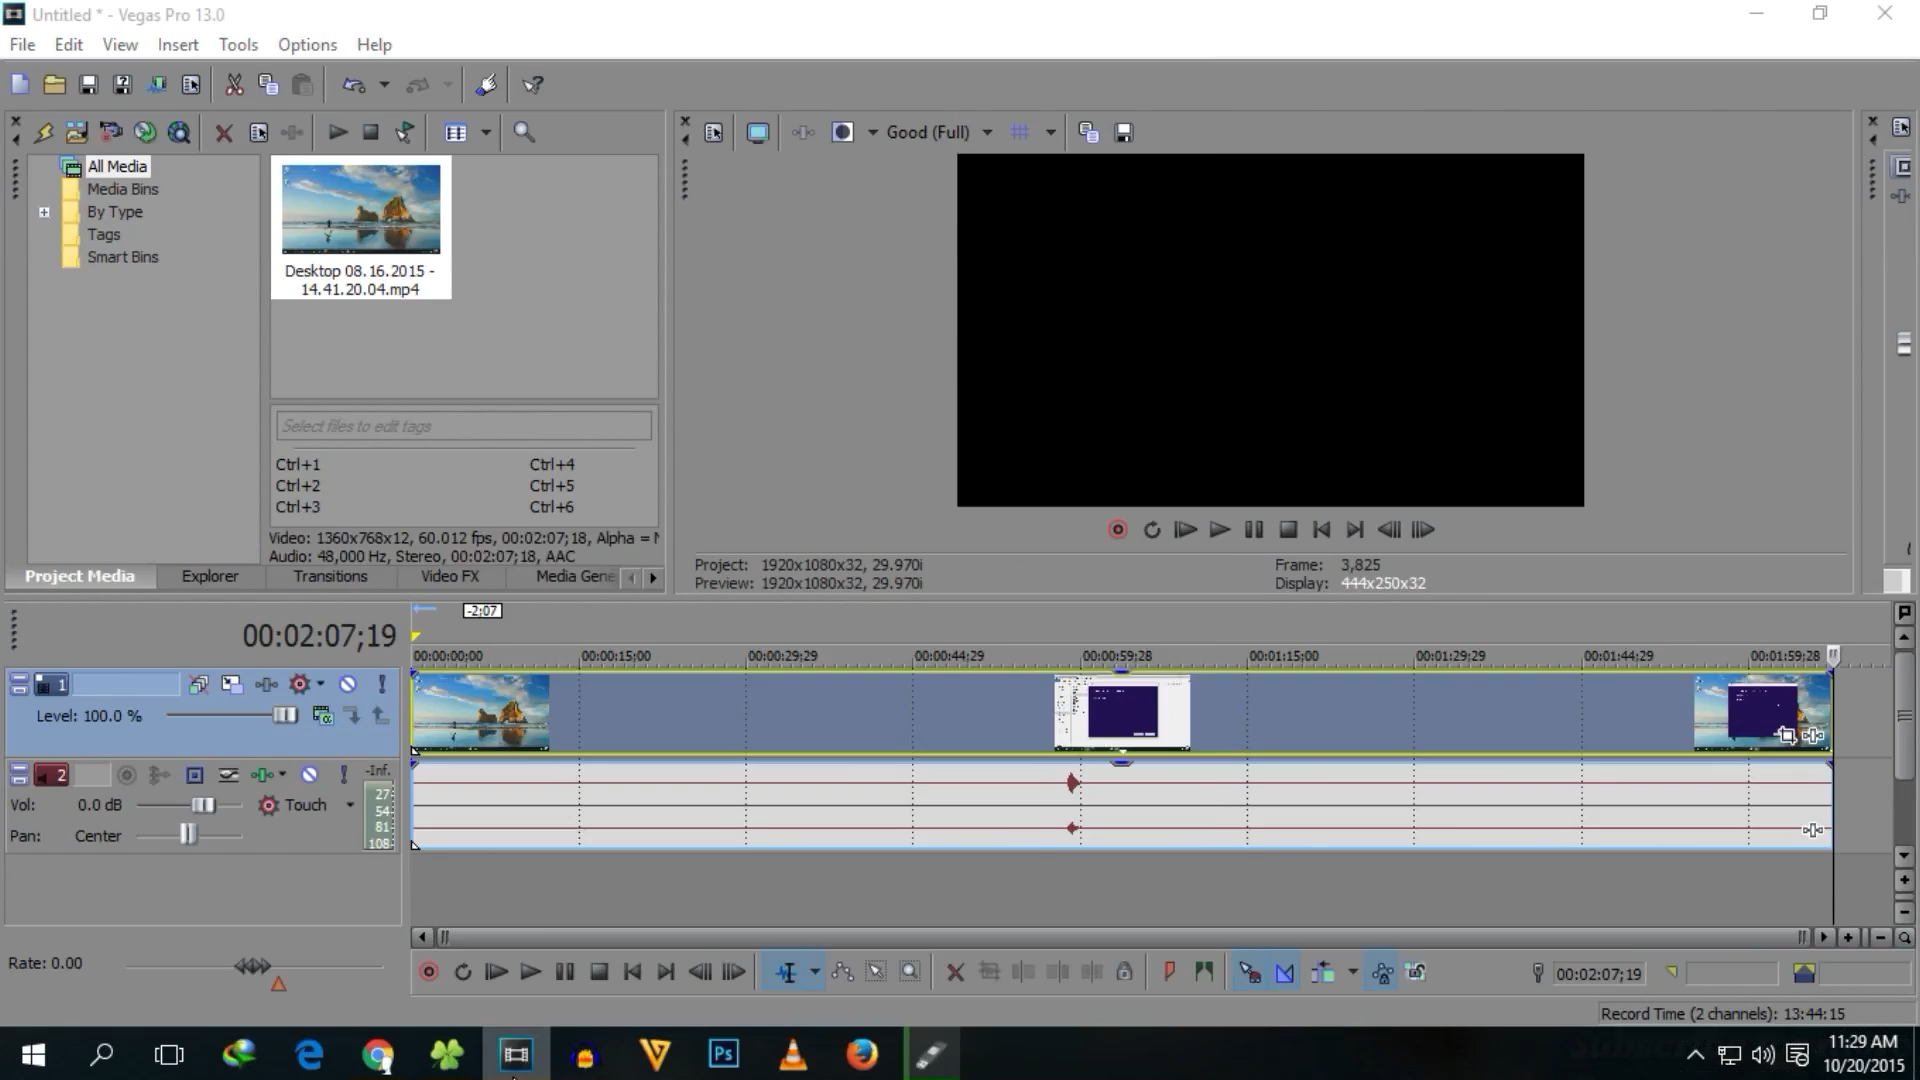 Untitled * - Vegas Pro 13.0
File Edit View Insert Tools Options Help
Good (Full)
All Media
Media Bins
By Type
Tags
Smart Bins
Desktop 08.16.2015 -
14.41.20.04.mp4
Select files to edit tags
Ctrl+1 Ctrl+4
Ctrl+2 Ctrl+5
Ctrl+3 Ctrl+6
Video: 1360x768x12, 60.012 fps, 00:02:07;18, Alpha =
Audio: 48,000 Hz, Stereo, 00:02:07;18, AAC
Project Media Explorer Transitions Video FX Media Gene
Project: 1920x1080x32, 29.970i
Preview: 1920x1080x32, 29.970i
Frame: 3,825
Display: 444x250x32
-2;07
00:02:07;19
00:00:00;00 00:00:15;00 00:00:29;29 00:00:44;29 00:00:59;28 00:01:15;00 00:01:29;29 00:01:44;29 00:01:59;28
1
Level: 100.0 %
2
-Inf.
Vol: 0.0 dB Touch
Pan: Center
27
54
81
108
Rate: 0.00
00:02:07;19
Record Time (2 channels): 13:44:15
Ps
11:29 AM
10/20/2015